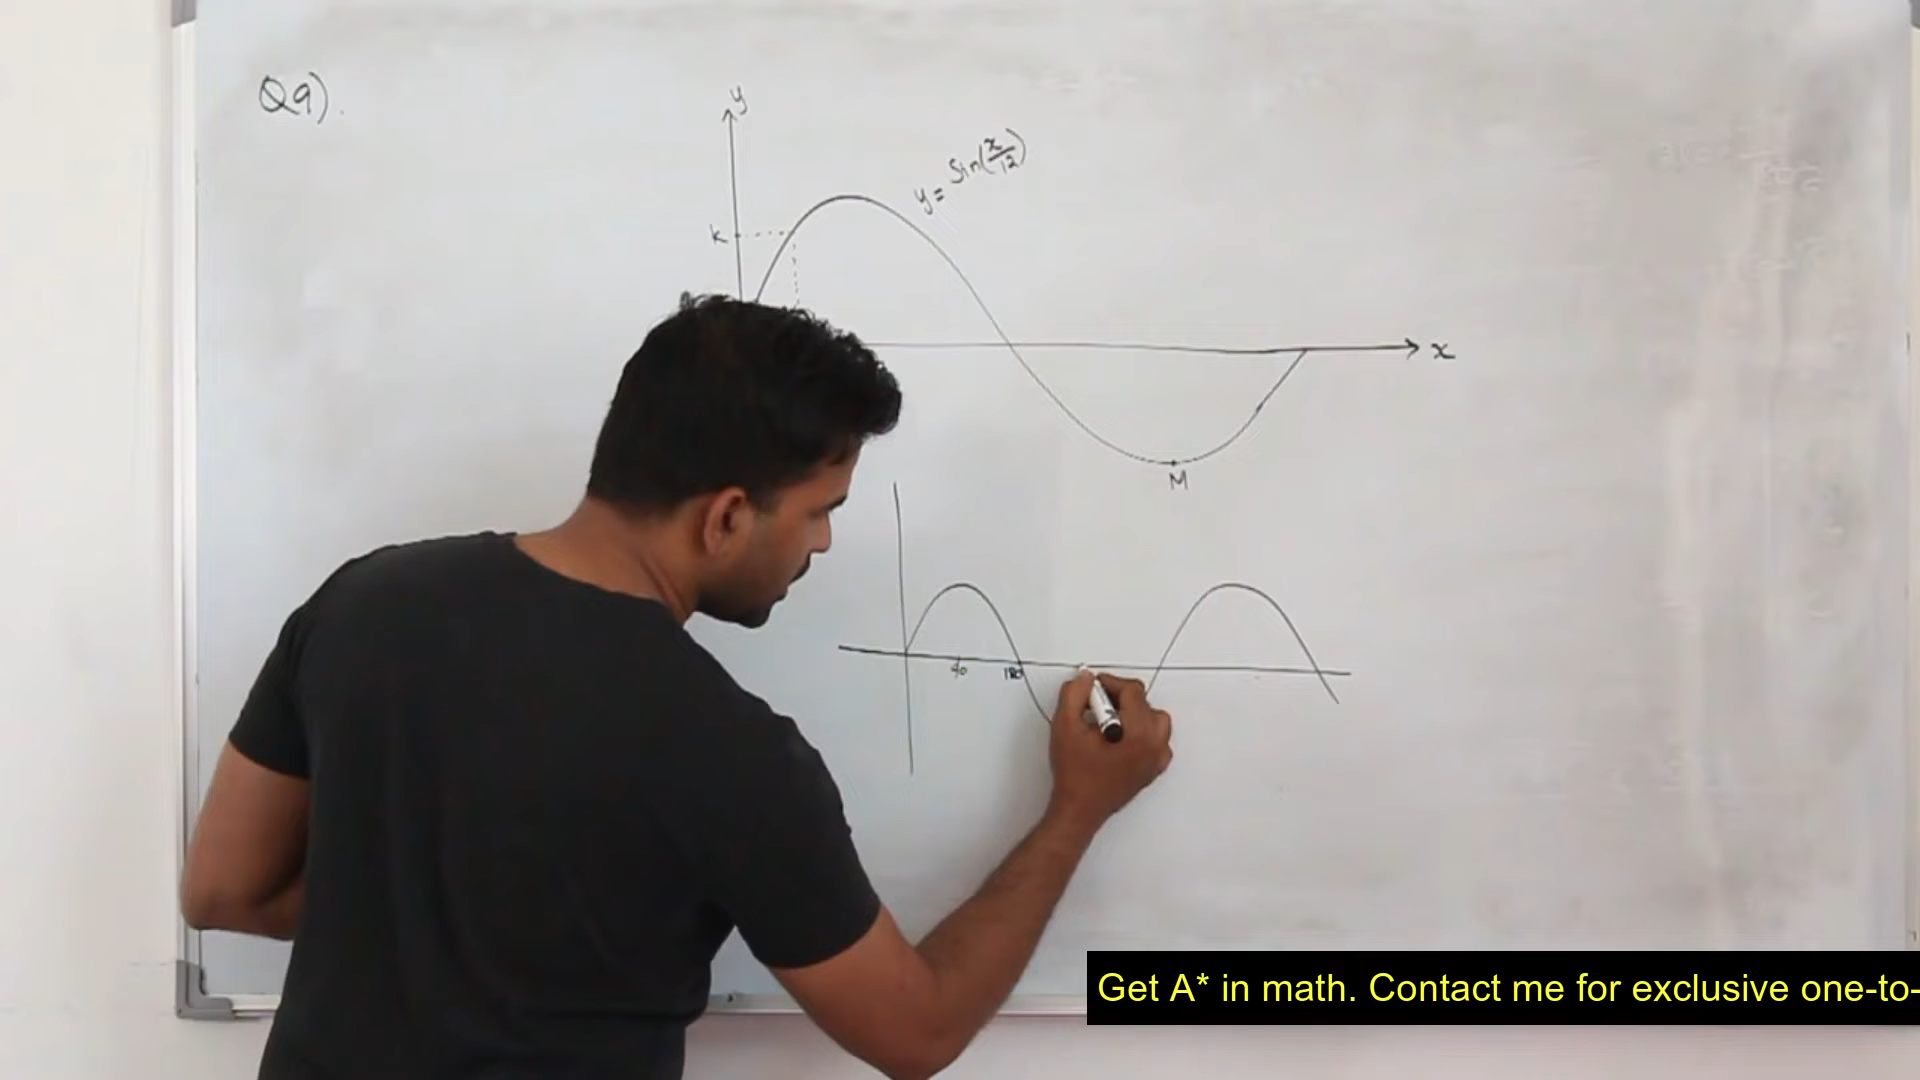 Q9).
y
y = Sin(x/12)
k
x
M
90
180
Get A* in math. Contact me for exclusive one-to-